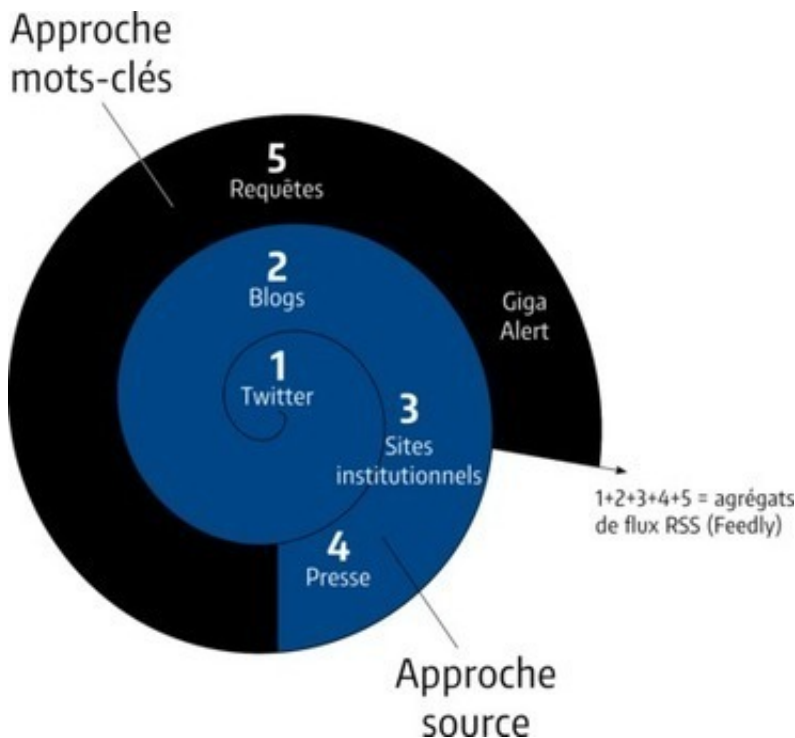 Approche
mots-clés
5
Requêtes
2
Blogs
Giga
Alert
1
Twitter
3
Sites
institutionnels
1+2+3+4+5 = agrégats
de flux RSS (Feedly)
4
Presse
Approche
source